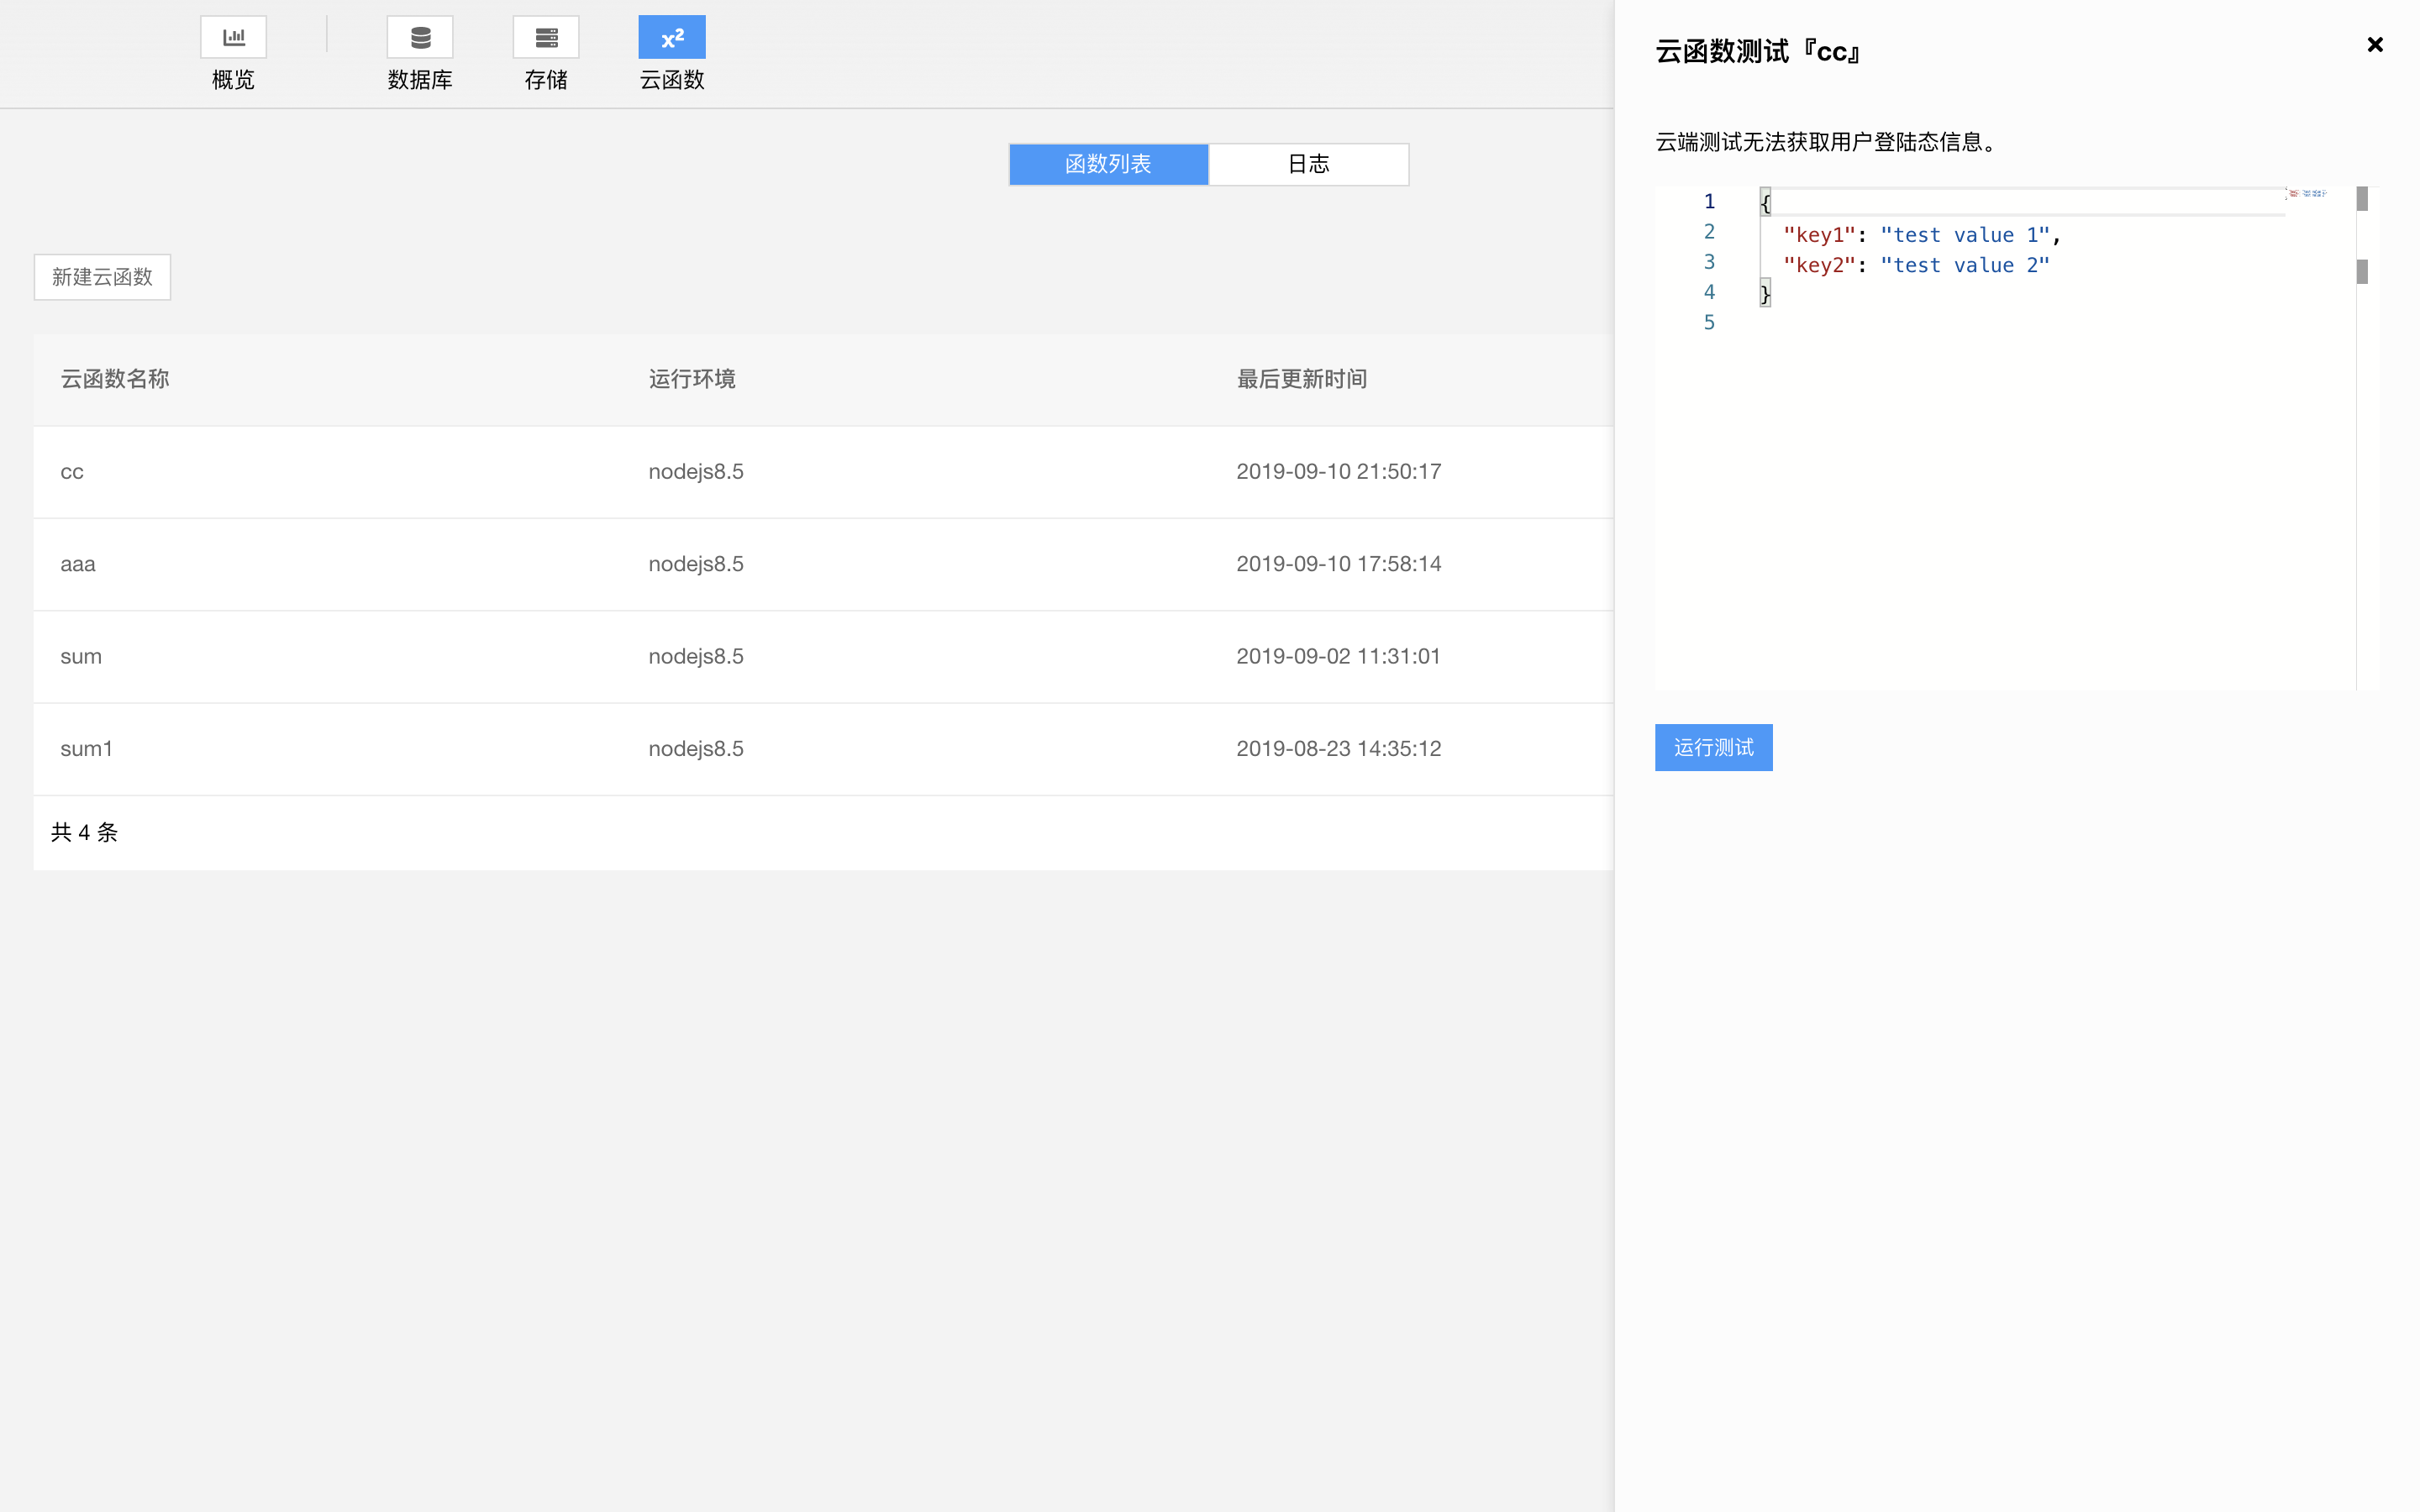 概览
数据库
存储
x²
云函数
函数列表
日志
新建云函数
云函数名称 运行环境 最后更新时间
cc nodejs8.5 2019-09-10 21:50:17
aaa nodejs8.5 2019-09-10 17:58:14
sum nodejs8.5 2019-09-02 11:31:01
sum1 nodejs8.5 2019-08-23 14:35:12
共 4 条
云函数测试『cc』
云端测试无法获取用户登陆态信息。
1 {
2 "key1": "test value 1",
3 "key2": "test value 2"
4 }
5
运行测试